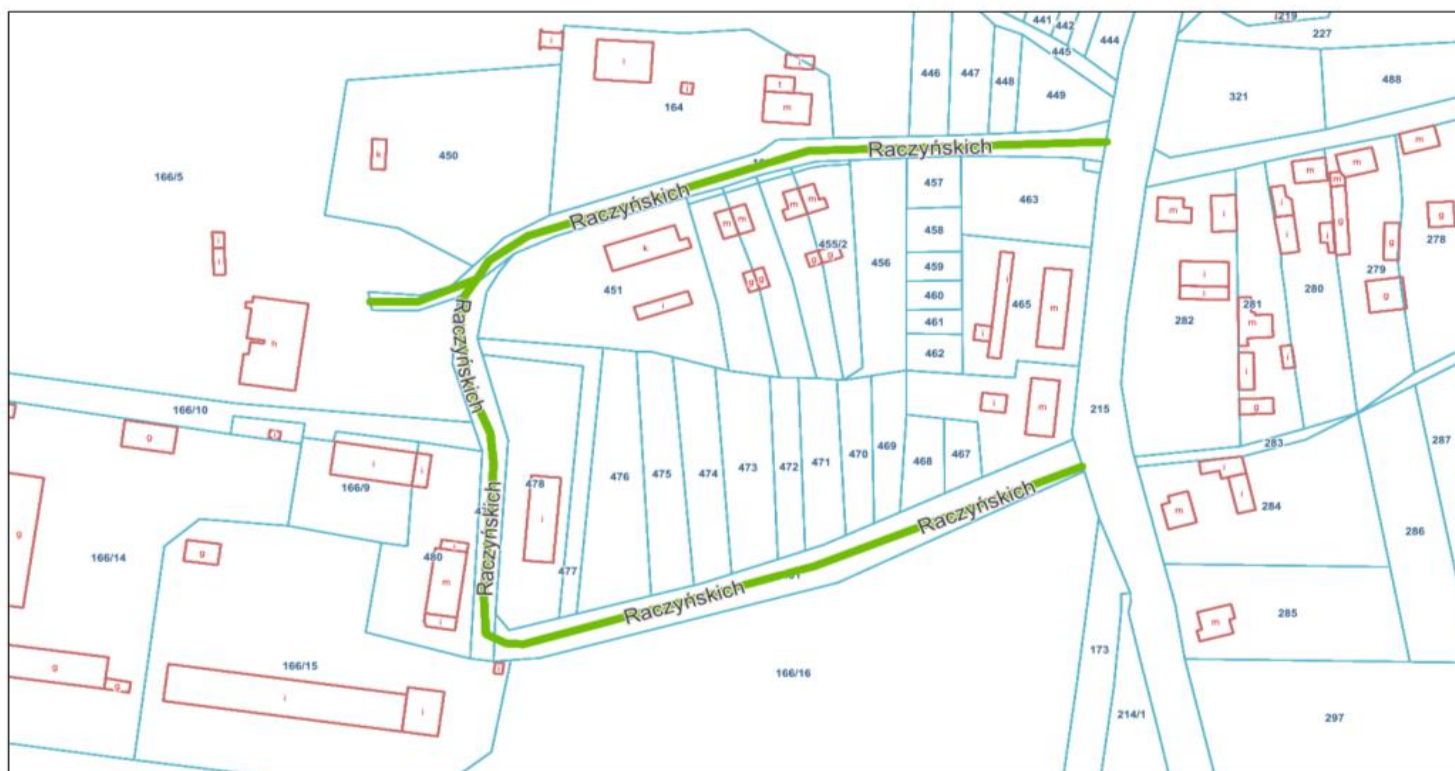 441
442
219
227
444
445
446
447
448
449
488
321
164
450
166/5
Raczyńskich
Raczyńskich
457
463
458
455/2
456
459
451
460
461
462
465
278
279
280
281
282
215
Raczyńskich
166/10
283
287
468
467
469
470
471
472
473
474
475
476
478
166/9
Raczyńskich
Raczyńskich
284
286
166/14
480
477
Raczyńskich
285
173
166/15
166/16
214/1
297
i
i
i
i
t
m
k
i
i
h
k
i
m
m
m
m
g
g
g
g
i
i
m
m
i
m
i
i
i
m
i
g
i
m
i
m
m
g
g
g
m
g
g
i
i
i
i
i
m
i
g
g
g
g
i
i
i
i
i
m
m